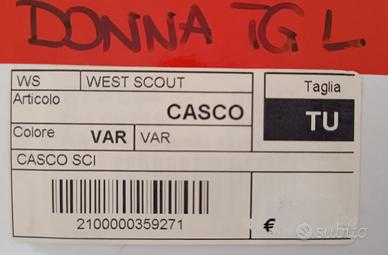 DONNA TG L
WS WEST SCOUT Taglia
Articolo
CASCO TU
Colore VAR VAR
CASCO SCI
2100000359271 €
subito